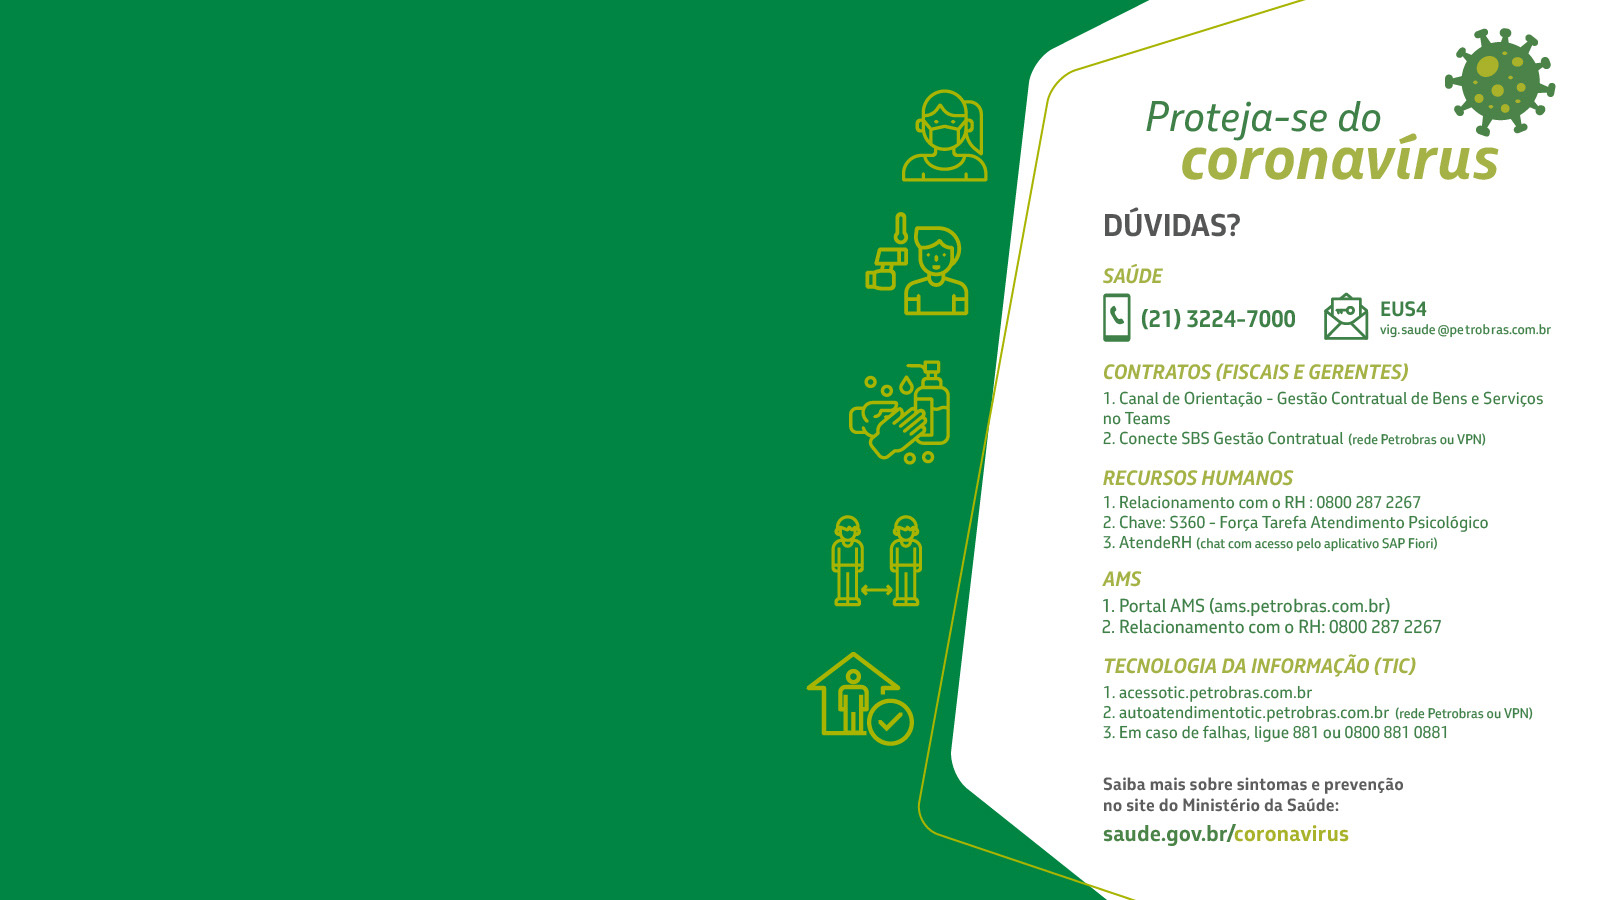 Proteja-se do
coronavírus
DÚVIDAS?
SAÚDE
(21) 3224-7000
EUS4
vig.saude@petrobras.com.br
CONTRATOS (FISCAIS E GERENTES)
1. Canal de Orientação - Gestão Contratual de Bens e Serviços
no Teams
2. Conecte SBS Gestão Contratual (rede Petrobras ou VPN)
RECURSOS HUMANOS
1. Relacionamento com o RH : 0800 287 2267
2. Chave: S360 - Força Tarefa Atendimento Psicológico
3. AtendeRH (chat com acesso pelo aplicativo SAP Fiori)
AMS
1. Portal AMS (ams.petrobras.com.br)
2. Relacionamento com o RH: 0800 287 2267
TECNOLOGIA DA INFORMAÇÃO (TIC)
1. acessotic.petrobras.com.br
2. autoatendimentotic.petrobras.com.br (rede Petrobras ou VPN)
3. Em caso de falhas, ligue 881 ou 0800 881 0881
Saiba mais sobre sintomas e prevenção
no site do Ministério da Saúde:
saude.gov.br/coronavirus